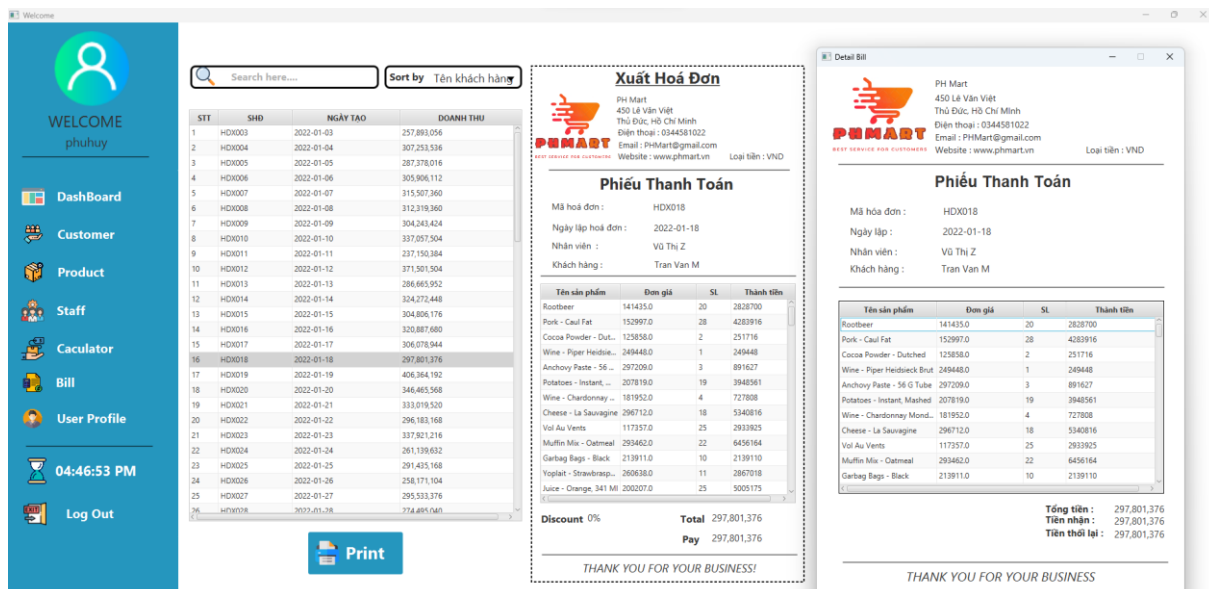 Welcome
WELCOME
phuhuy
DashBoard
Customer
Product
Staff
Caculator
Bill
User Profile
04:46:53 PM
Log Out
Search here....
Sort by Tên khách hàng
STT SHĐ NGÀY TẠO DOANH THU
1 HDX003 2022-01-03 257,893,056
2 HDX004 2022-01-04 307,253,536
3 HDX005 2022-01-05 287,378,016
4 HDX006 2022-01-06 305,906,112
5 HDX007 2022-01-07 315,507,360
6 HDX008 2022-01-08 312,319,360
7 HDX009 2022-01-09 304,243,424
8 HDX010 2022-01-10 337,057,504
9 HDX011 2022-01-11 237,150,384
10 HDX012 2022-01-12 371,501,504
11 HDX013 2022-01-13 286,665,952
12 HDX014 2022-01-14 324,272,448
13 HDX015 2022-01-15 304,806,176
14 HDX016 2022-01-16 320,887,680
15 HDX017 2022-01-17 306,078,944
16 HDX018 2022-01-18 297,801,376
17 HDX019 2022-01-19 406,364,192
18 HDX020 2022-01-20 346,465,568
19 HDX021 2022-01-21 333,019,520
20 HDX022 2022-01-22 296,183,168
21 HDX023 2022-01-23 337,921,216
22 HDX024 2022-01-24 261,139,632
23 HDX025 2022-01-25 291,435,168
24 HDX026 2022-01-26 258,171,104
25 HDX027 2022-01-27 295,533,376
26 HDX028 2022-01-28 274,495,040
Print
Xuất Hoá Đơn
PHMART
BEST SERVICE FOR CUSTOMERS
PH Mart
450 Lê Văn Việt
Thủ Đức, Hồ Chí MInh
Điện thoại : 0344581022
Email : PHMart@gmail.com
Website : www.phmart.vn Loại tiền : VND
Phiếu Thanh Toán
Mã hoá đơn : HDX018
Ngày lập hoá đơn : 2022-01-18
Nhân viên : Vũ Thị Z
Khách hàng : Tran Van M
Tên sản phẩm Đơn giá SL Thành tiền
Rootbeer 141435.0 20 2828700
Pork - Caul Fat 152997.0 28 4283916
Cocoa Powder - Dut... 125858.0 2 251716
Wine - Piper Heidsie... 249448.0 1 249448
Anchovy Paste - 56 ... 297209.0 3 891627
Potatoes - Instant, ... 207819.0 19 3948561
Wine - Chardonnay ... 181952.0 4 727808
Cheese - La Sauvagine 296712.0 18 5340816
Vol Au Vents 117357.0 25 2933925
Muffin Mix - Oatmeal 293462.0 22 6456164
Garbag Bags - Black 213911.0 10 2139110
Yoplait - Strawbrasp... 260638.0 11 2867018
Juice - Orange, 341 Ml 200207.0 25 5005175
Discount 0% Total 297,801,376
Pay 297,801,376
THANK YOU FOR YOUR BUSINESS!
Detail Bill
PHMART
BEST SERVICE FOR CUSTOMERS
PH Mart
450 Lê Văn Việt
Thủ Đức, Hồ Chí MInh
Điện thoại : 0344581022
Email : PHMart@gmail.com
Website : www.phmart.vn Loại tiền : VND
Phiếu Thanh Toán
Mã hóa đơn : HDX018
Ngày lập : 2022-01-18
Nhân viên : Vũ Thị Z
Khách hàng : Tran Van M
Tên sản phẩm Đơn giá SL Thành tiền
Rootbeer 141435.0 20 2828700
Pork - Caul Fat 152997.0 28 4283916
Cocoa Powder - Dutched 125858.0 2 251716
Wine - Piper Heidsieck Brut 249448.0 1 249448
Anchovy Paste - 56 G Tube 297209.0 3 891627
Potatoes - Instant, Mashed 207819.0 19 3948561
Wine - Chardonnay Mond... 181952.0 4 727808
Cheese - La Sauvagine 296712.0 18 5340816
Vol Au Vents 117357.0 25 2933925
Muffin Mix - Oatmeal 293462.0 22 6456164
Garbag Bags - Black 213911.0 10 2139110
Tổng tiền : 297,801,376
Tiền nhận : 297,801,376
Tiền thối lại : 297,801,376
THANK YOU FOR YOUR BUSINESS